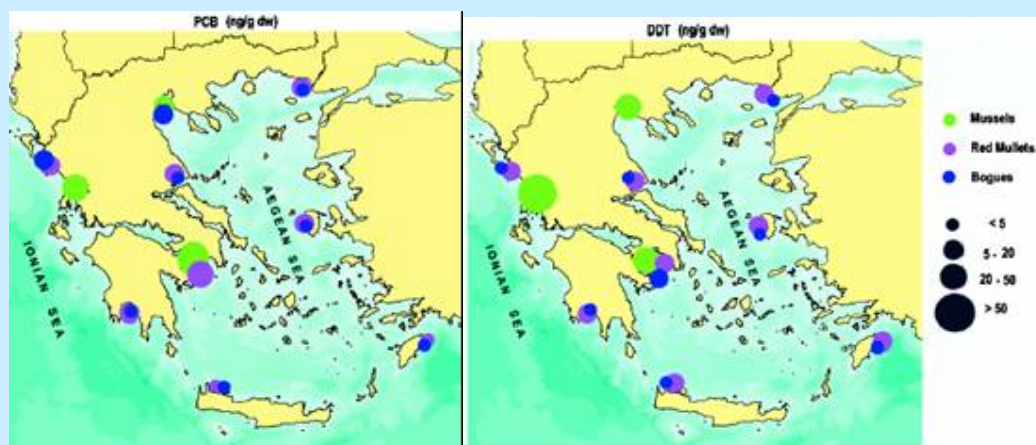 PCB (ng/g dw)
AEGEAN SEA
IONIAN SEA
DDT (ng/g dw)
AEGEAN SEA
IONIAN SEA
Mussels
Red Mullets
Bogues
< 5
5 - 20
20 - 50
> 50